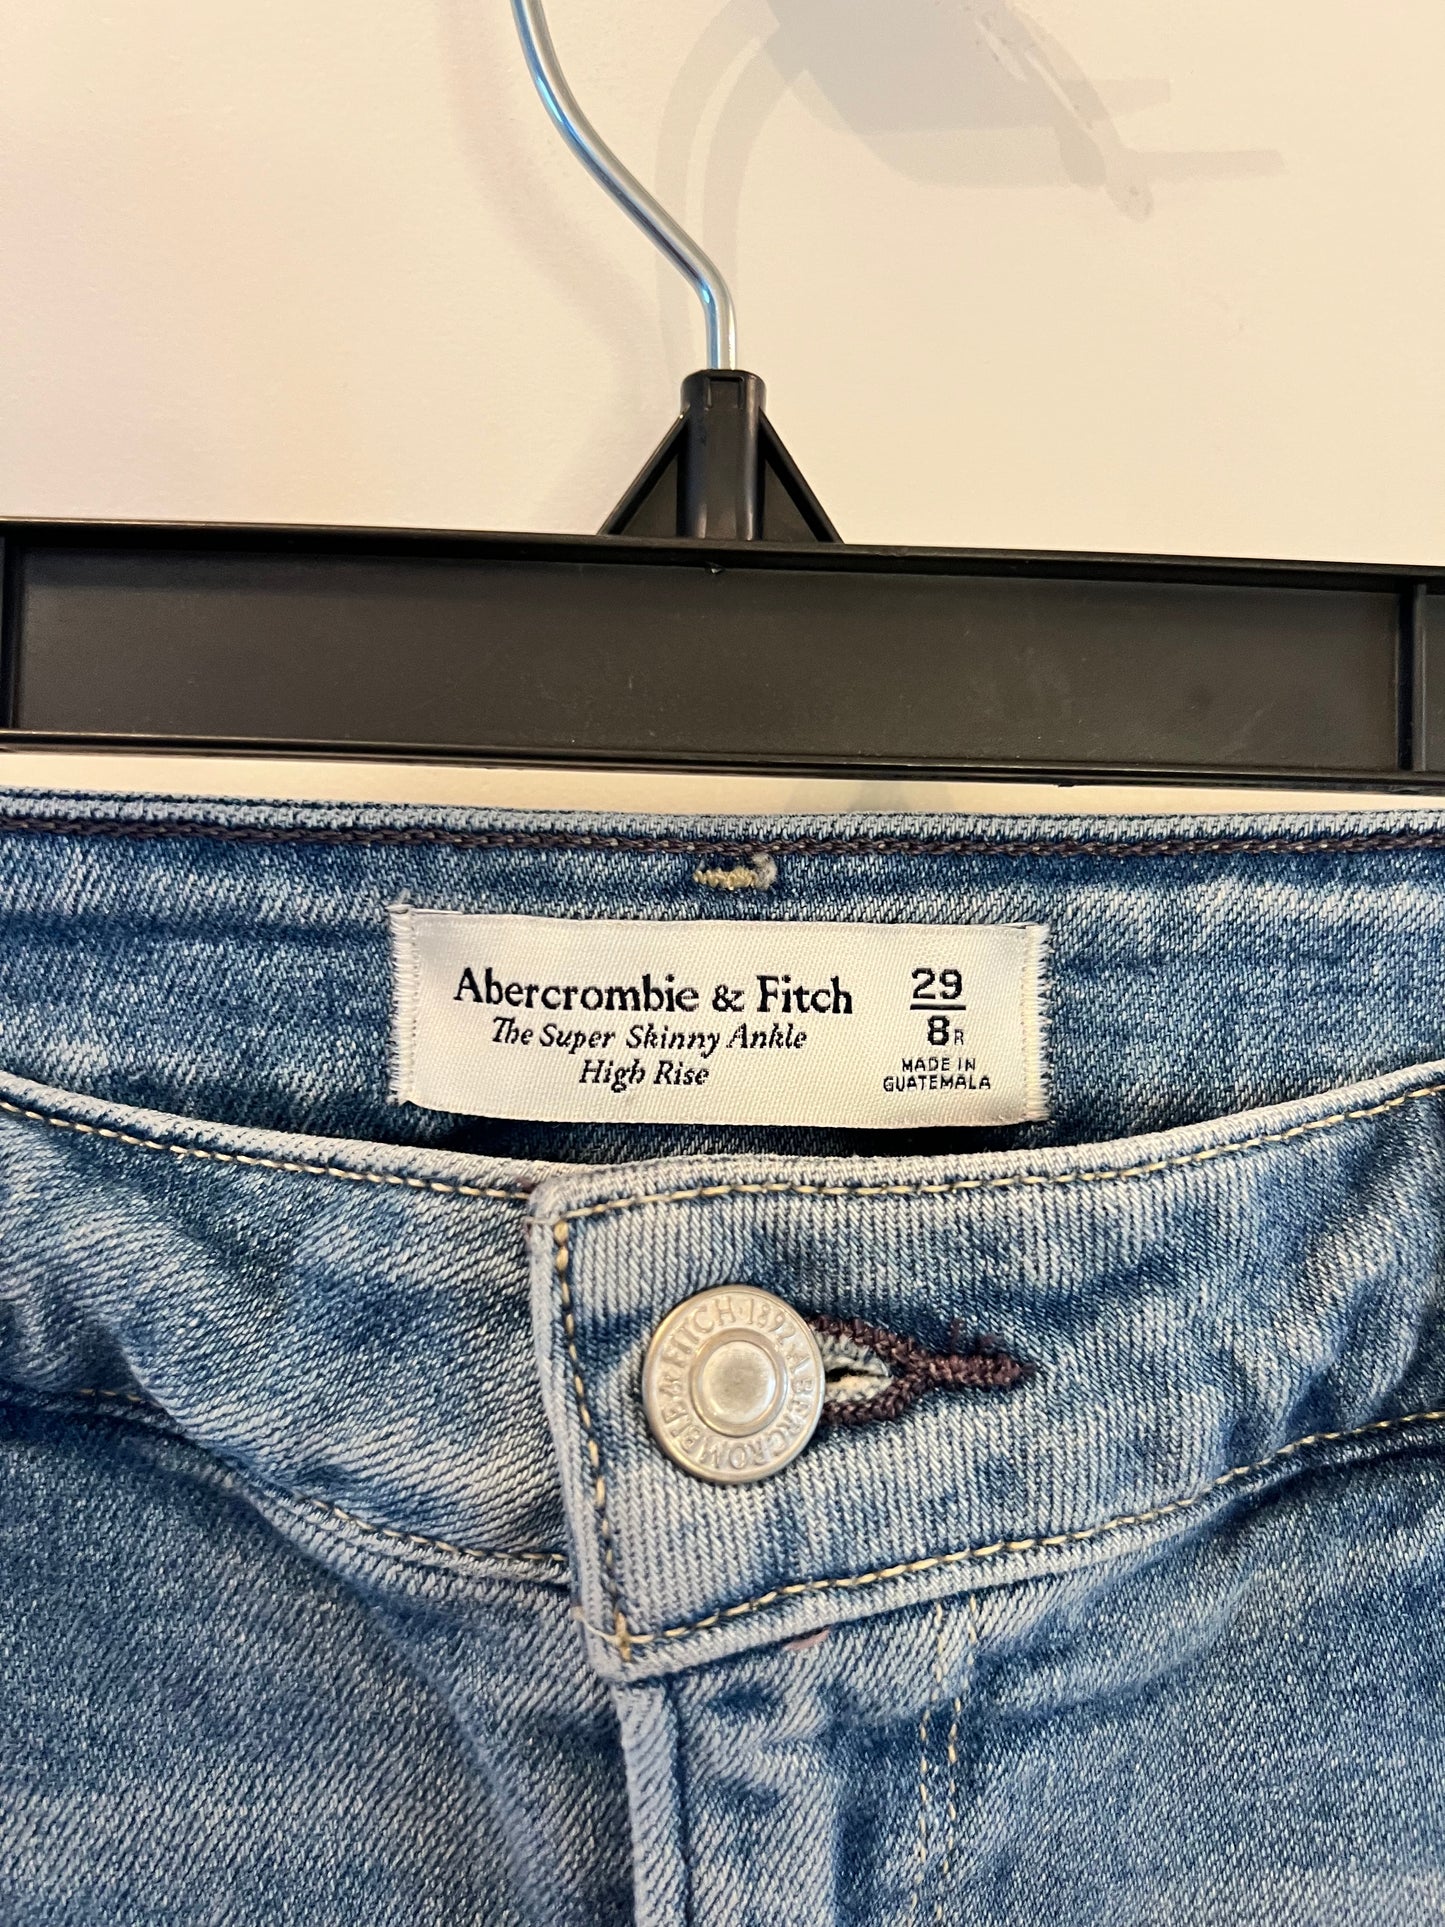 Abercrombie & Fitch
The Super Skinny Ankle
High Rise
29
8R
MADE IN
GUATEMALA
ABERCROMBIE & FITCH · 1892 ·